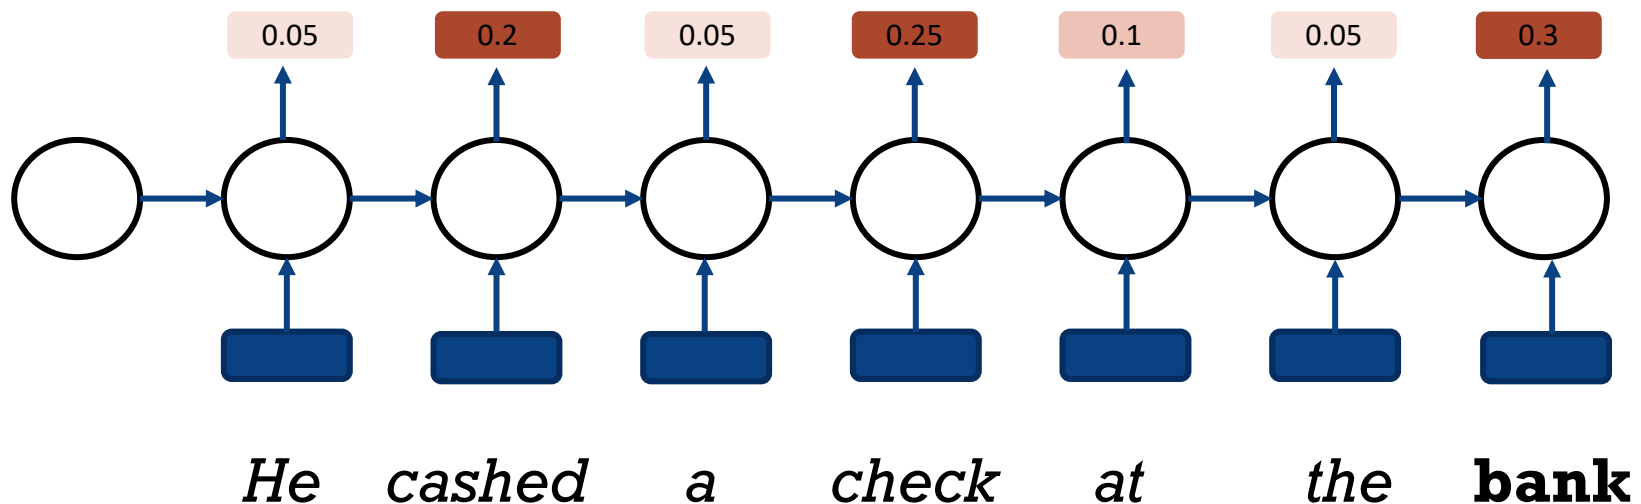 0.05 0.2 0.05 0.25 0.1 0.05 0.3
He cashed a check at the bank